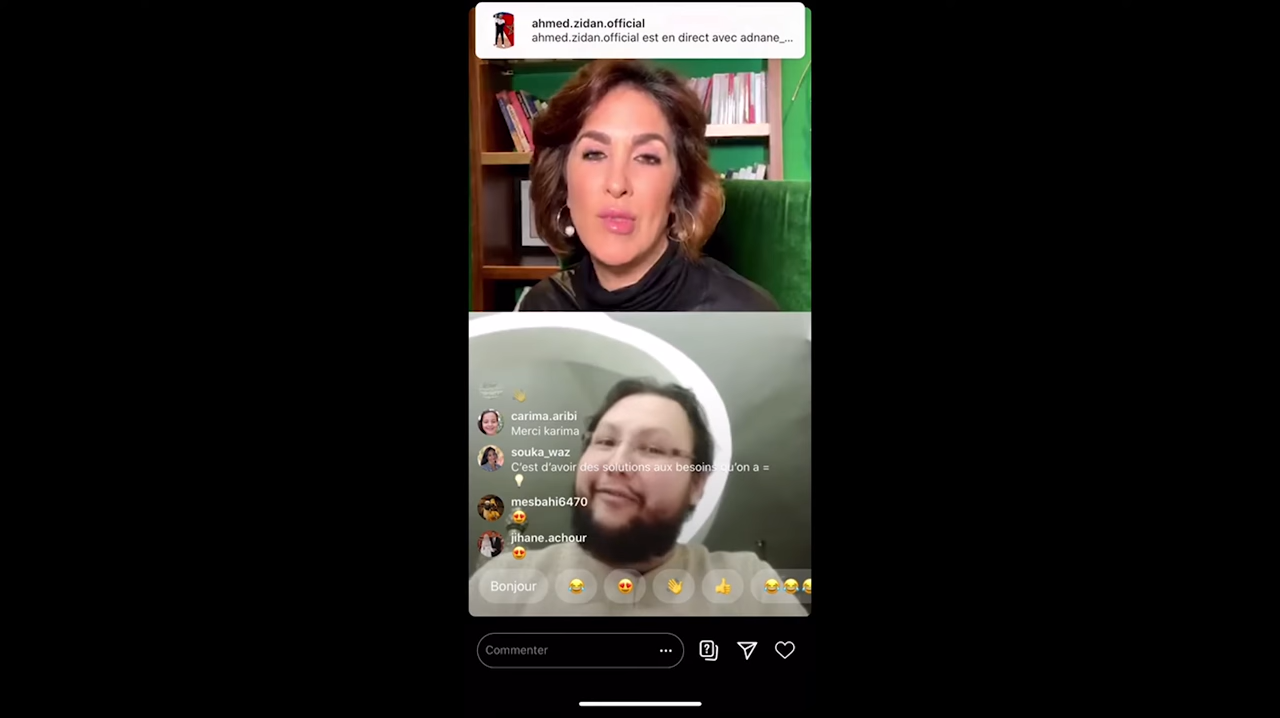 ahmed.zidan.official
ahmed.zidan.official est en direct avec adnane_...
carima.aribi
Merci karima
souka_waz
C'est d'avoir des solutions aux besoins qu'on a =
mesbahi6470
jihane.achour
Bonjour
Commenter